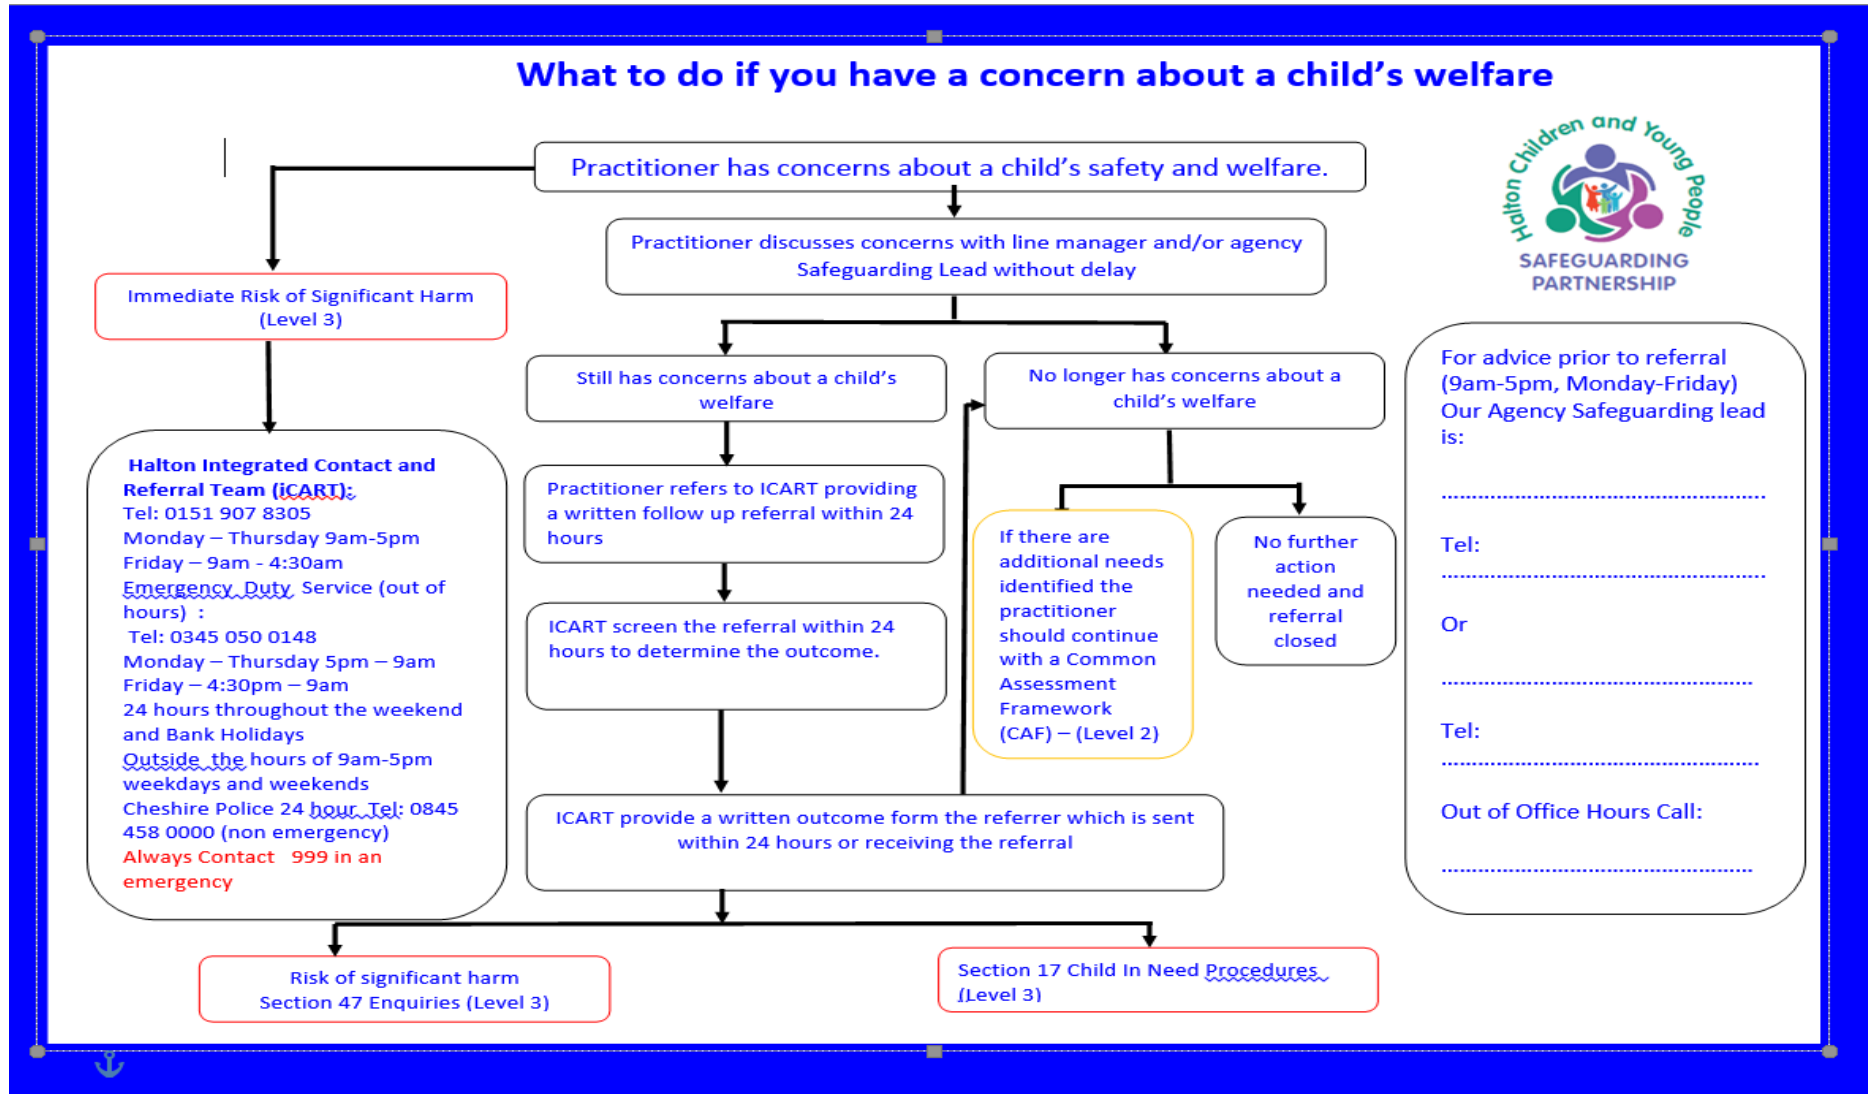 What to do if you have a concern about a child's welfare
Halton Children and Young People
SAFEGUARDING
PARTNERSHIP
Practitioner has concerns about a child's safety and welfare.
Practitioner discusses concerns with line manager and/or agency
Safeguarding Lead without delay
Immediate Risk of Significant Harm
(Level 3)
Halton Integrated Contact and
Referral Team (iCART):
Tel: 0151 907 8305
Monday – Thursday 9am-5pm
Friday – 9am - 4:30am
Emergency Duty Service (out of
hours) :
Tel: 0345 050 0148
Monday – Thursday 5pm – 9am
Friday – 4:30pm – 9am
24 hours throughout the weekend
and Bank Holidays
Outside the hours of 9am-5pm
weekdays and weekends
Cheshire Police 24 hour Tel: 0845
458 0000 (non emergency)
Always Contact 999 in an
emergency
Still has concerns about a child's
welfare
Practitioner refers to ICART providing
a written follow up referral within 24
hours
ICART screen the referral within 24
hours to determine the outcome.
ICART provide a written outcome form the referrer which is sent
within 24 hours or receiving the referral
No longer has concerns about a
child's welfare
If there are
additional needs
identified the
practitioner
should continue
with a Common
Assessment
Framework
(CAF) – (Level 2)
No further
action
needed and
referral
closed
Risk of significant harm
Section 47 Enquiries (Level 3)
Section 17 Child In Need Procedures
(Level 3)
For advice prior to referral
(9am-5pm, Monday-Friday)
Our Agency Safeguarding lead
is:
......................................................
Tel:
......................................................
Or
....................................................
Tel:
.....................................................
Out of Office Hours Call:
....................................................